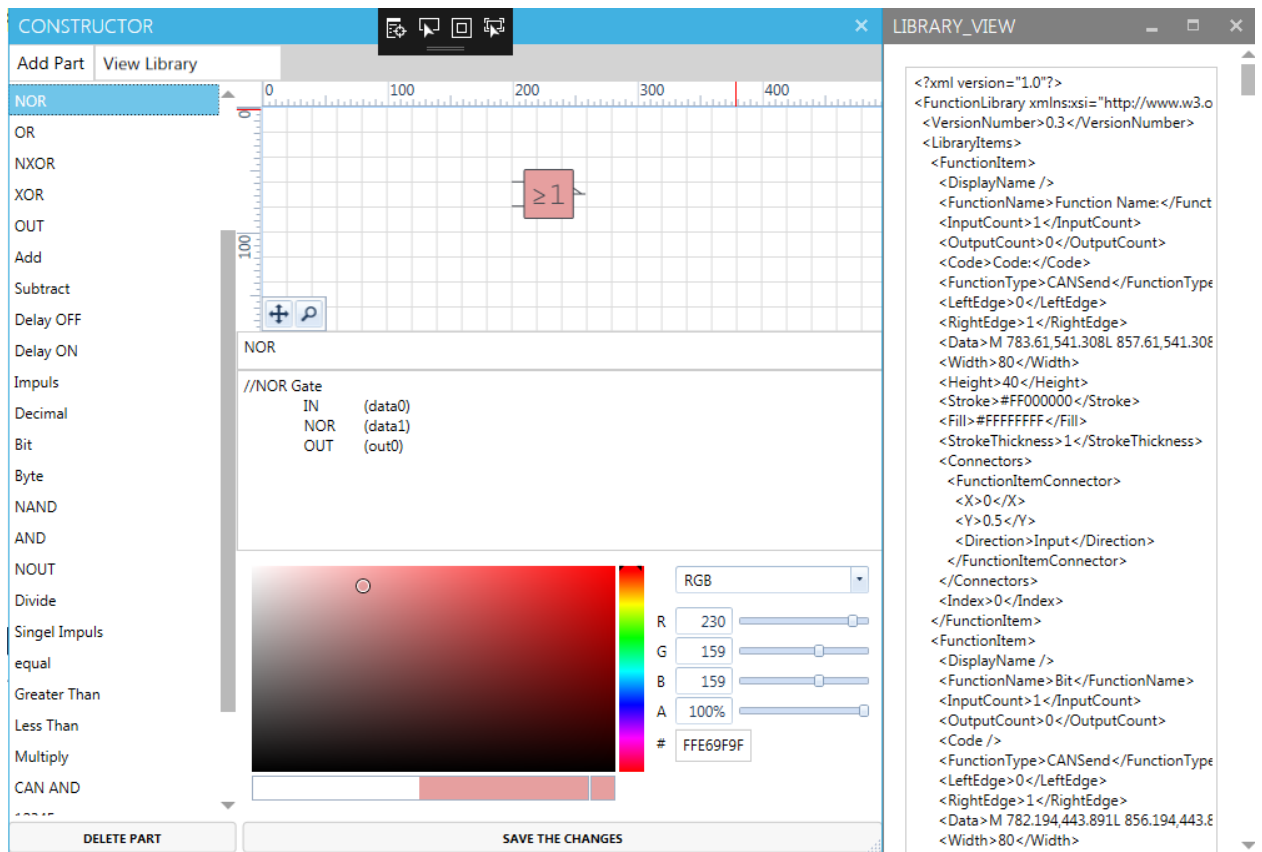 CONSTRUCTOR
Add Part View Library
NOR
OR
NXOR
XOR
OUT
Add
Subtract
Delay OFF
Delay ON
Impuls
Decimal
Bit
Byte
NAND
AND
NOUT
Divide
Singel Impuls
equal
Greater Than
Less Than
Multiply
CAN AND
DELETE PART
0 100 200 300 400
0
100
≥1
NOR
//NOR Gate
IN (data0)
NOR (data1)
OUT (out0)
RGB
R 230
G 159
B 159
A 100%
# FFE69F9F
SAVE THE CHANGES
LIBRARY_VIEW
<?xml version="1.0"?>
<FunctionLibrary xmlns:xsi="http://www.w3.o
<VersionNumber>0.3</VersionNumber>
<LibraryItems>
<FunctionItem>
<DisplayName />
<FunctionName>Function Name:</Funct
<InputCount>1</InputCount>
<OutputCount>0</OutputCount>
<Code>Code:</Code>
<FunctionType>CANSend</FunctionType
<LeftEdge>0</LeftEdge>
<RightEdge>1</RightEdge>
<Data>M 783.61,541.308L 857.61,541.308
<Width>80</Width>
<Height>40</Height>
<Stroke>#FF000000</Stroke>
<Fill>#FFFFFFFF</Fill>
<StrokeThickness>1</StrokeThickness>
<Connectors>
<FunctionItemConnector>
<X>0</X>
<Y>0.5</Y>
<Direction>Input</Direction>
</FunctionItemConnector>
</Connectors>
<Index>0</Index>
</FunctionItem>
<FunctionItem>
<DisplayName />
<FunctionName>Bit</FunctionName>
<InputCount>1</InputCount>
<OutputCount>0</OutputCount>
<Code />
<FunctionType>CANSend</FunctionType
<LeftEdge>0</LeftEdge>
<RightEdge>1</RightEdge>
<Data>M 782.194,443.891L 856.194,443.8
<Width>80</Width>